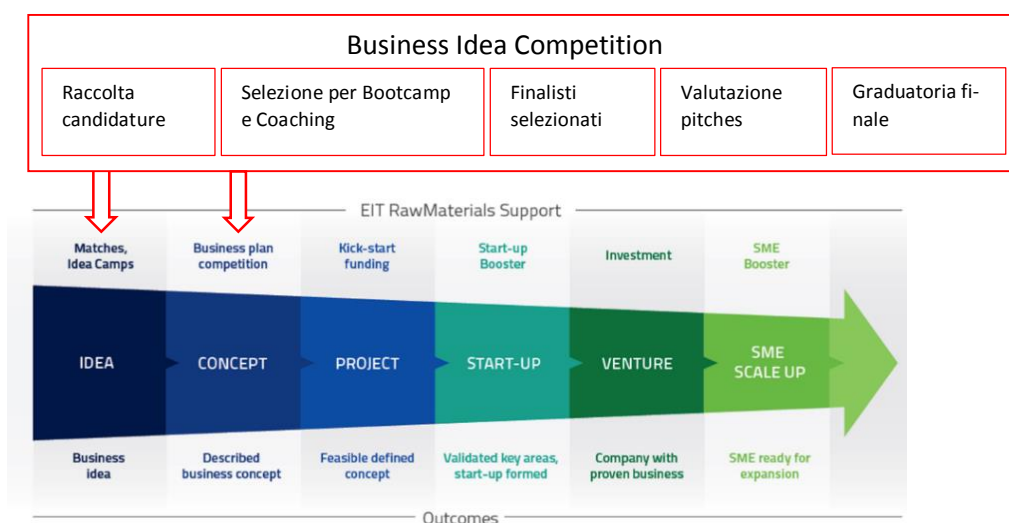 Business Idea Competition
Raccolta
candidature
Selezione per Bootcamp
e Coaching
Finalisti
selezionati
Valutazione
pitches
Graduatoria fi-
nale
EIT RawMaterials Support
Matches,
Idea Camps
Business plan
competition
Kick-start
funding
Start-up
Booster
Investment
SME
Booster
IDEA
CONCEPT
PROJECT
START-UP
VENTURE
SME
SCALE UP
Business
idea
Described
business concept
Feasible defined
concept
Validated key areas,
start-up formed
Company with
proven business
SME ready for
expansion
Outcomes